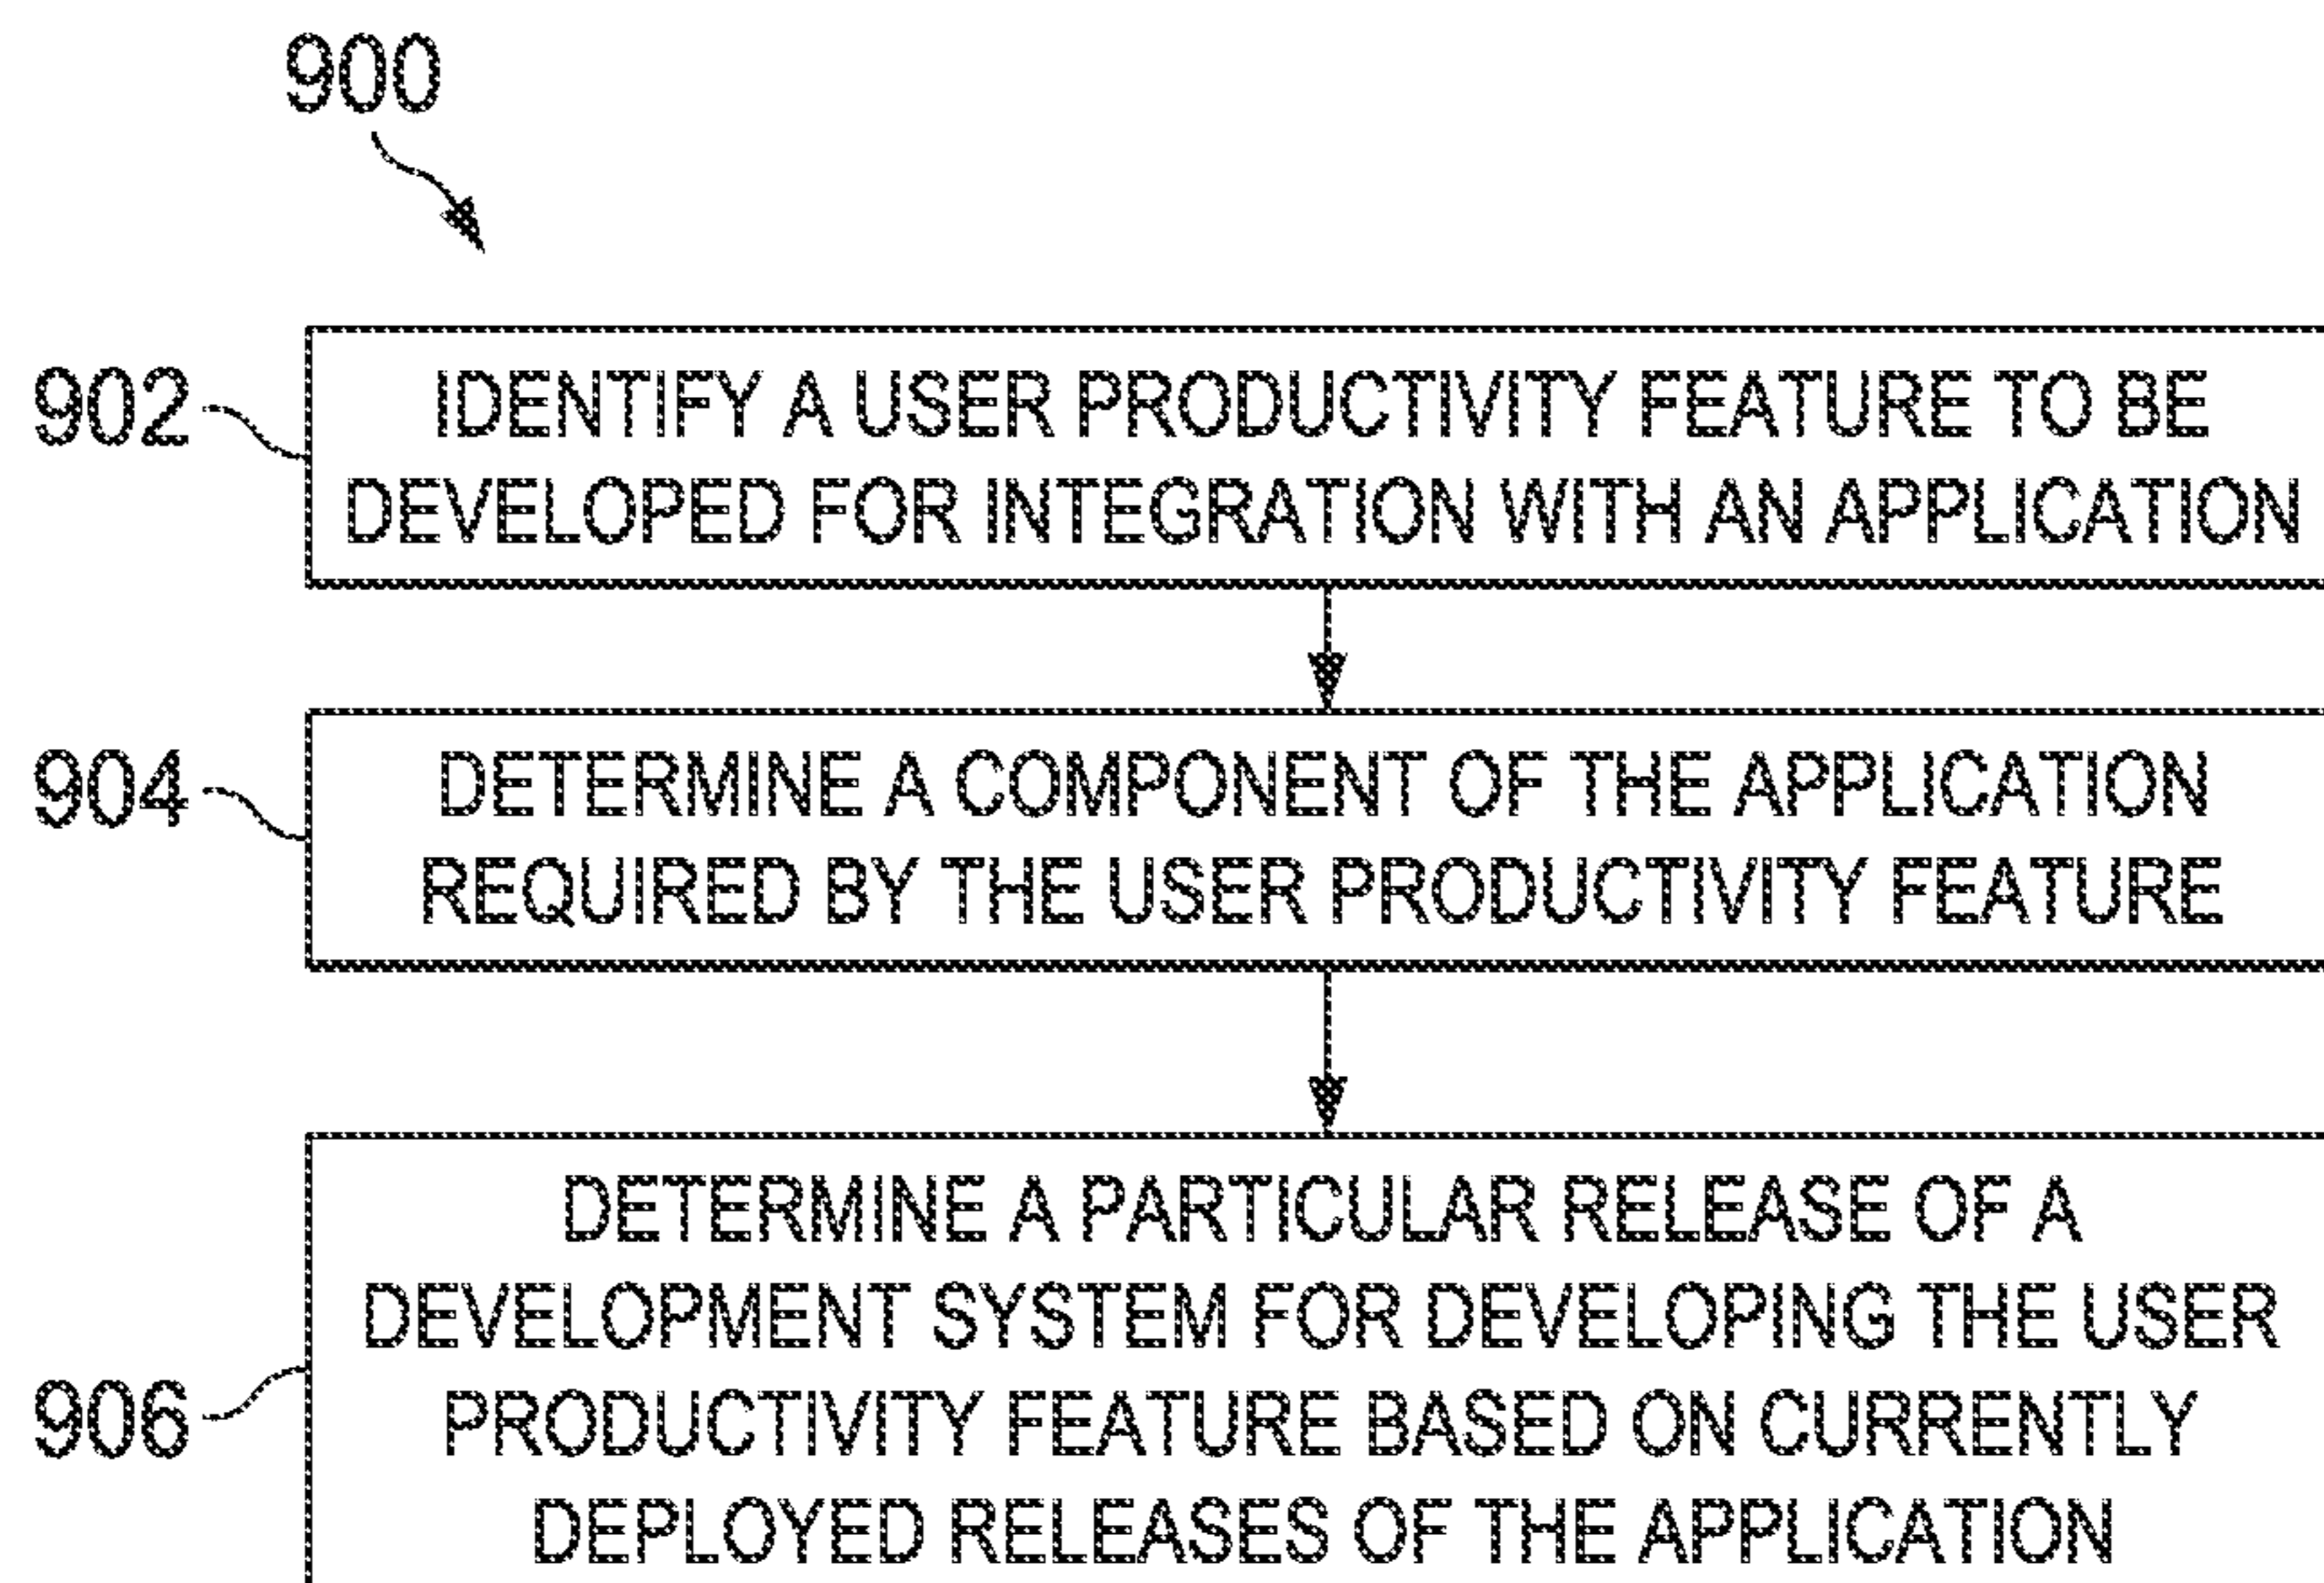 900
902
IDENTIFY A USER PRODUCTIVITY FEATURE TO BE
DEVELOPED FOR INTEGRATION WITH AN APPLICATION
904
DETERMINE A COMPONENT OF THE APPLICATION
REQUIRED BY THE USER PRODUCTIVITY FEATURE
906
DETERMINE A PARTICULAR RELEASE OF A
DEVELOPMENT SYSTEM FOR DEVELOPING THE USER
PRODUCTIVITY FEATURE BASED ON CURRENTLY
DEPLOYED RELEASES OF THE APPLICATION